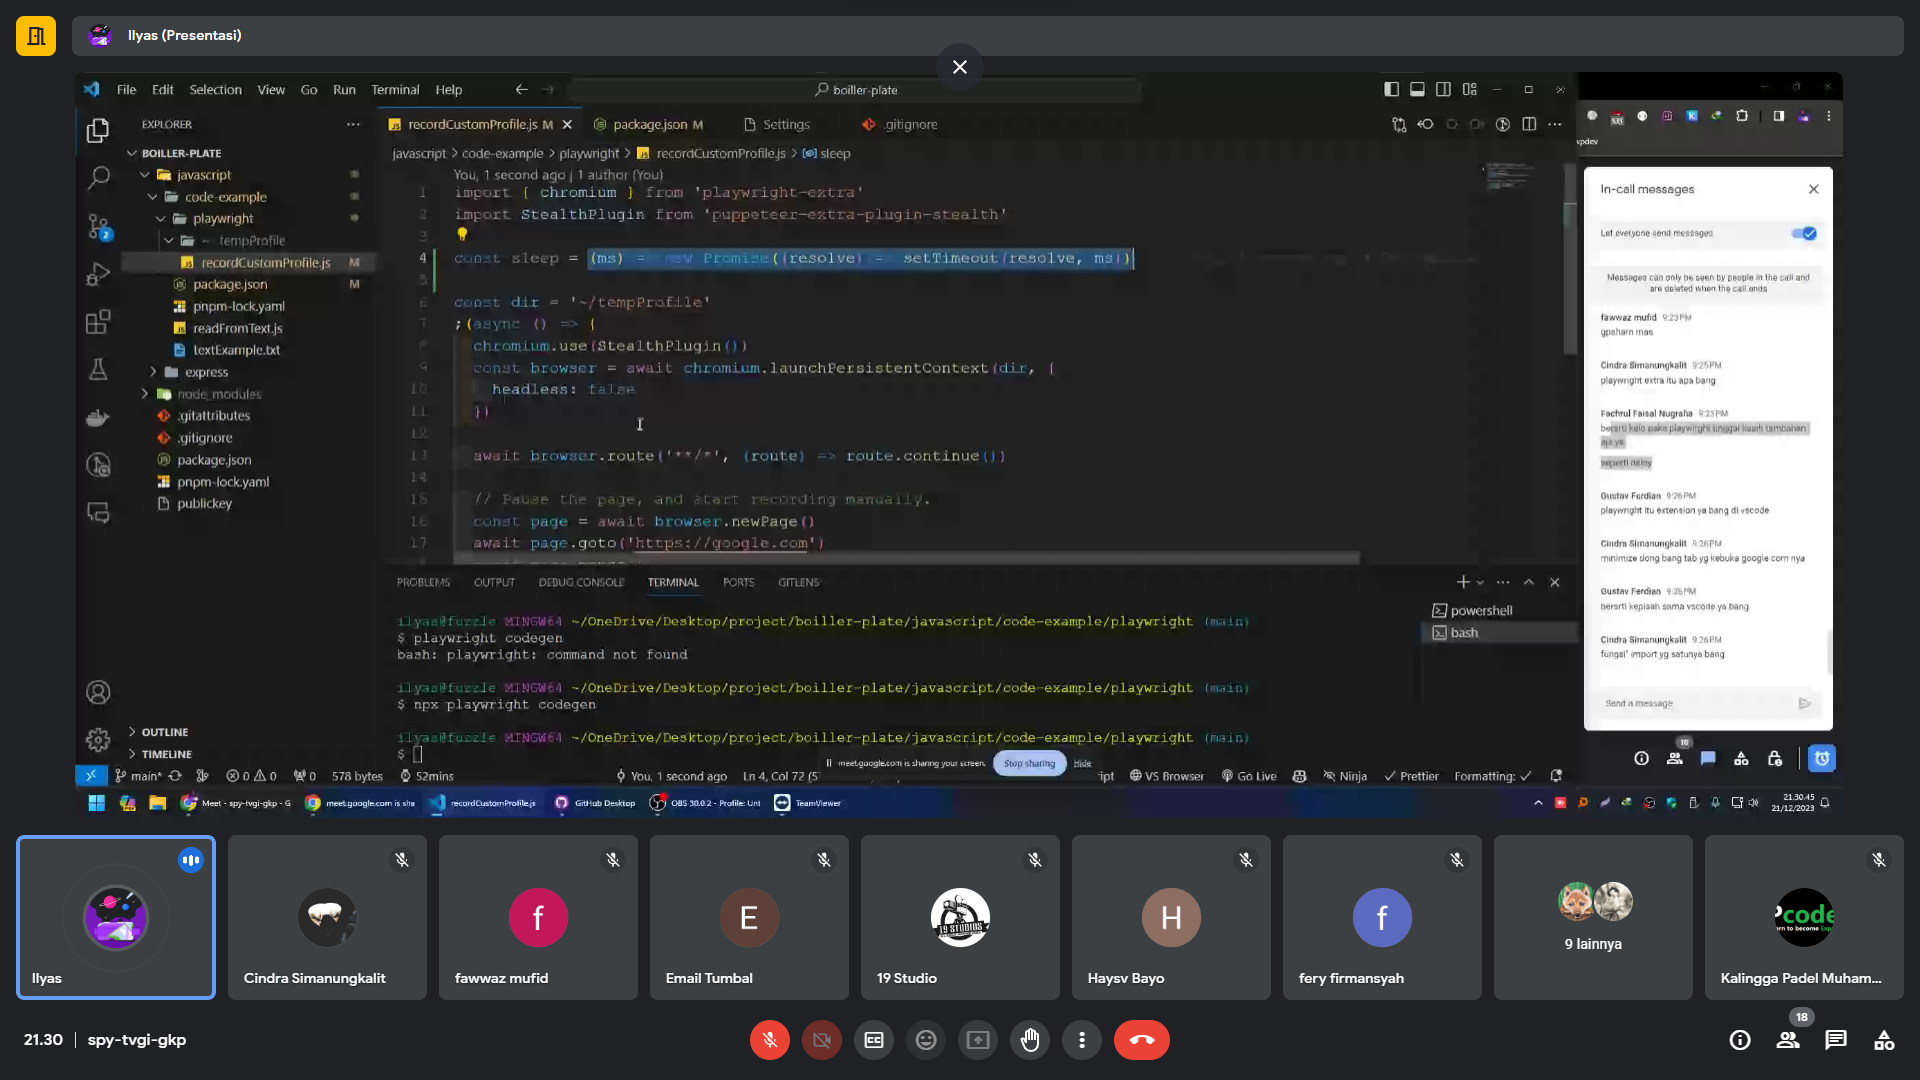 Ilyas (Presentasi)
File Edit Selection View Go Run Terminal Help
boiller-plate
EXPLORER
BOILLER-PLATE
javascript
code-example
playwright
~ tempProfile
recordCustomProfile.js M
package.json M
pnpm-lock.yaml
readFromText.js
textExample.txt
express
node_modules
.gitattributes
.gitignore
package.json
pnpm-lock.yaml
publickey
OUTLINE
TIMELINE
recordCustomProfile.js M
package.json M
Settings
.gitignore
javascript > code-example > playwright > recordCustomProfile.js > sleep
You, 1 second ago | 1 author (You)
1 import { chromium } from 'playwright-extra'
2 import StealthPlugin from 'puppeteer-extra-plugin-stealth'
3
4 const sleep = (ms) => new Promise((resolve) => setTimeout(resolve, ms))
5
6 const dir = '~/tempProfile'
7 ;(async () => {
8 chromium.use(StealthPlugin())
9 const browser = await chromium.launchPersistentContext(dir, {
10 headless: false
11 })
12
13 await browser.route('**/*', (route) => route.continue())
14
15 // Pause the page, and start recording manually.
16 const page = await browser.newPage()
17 await page.goto('https://google.com')
PROBLEMS OUTPUT DEBUG CONSOLE TERMINAL PORTS GITLENS
ilyas@fuzzle MINGW64 ~/OneDrive/Desktop/project/boiller-plate/javascript/code-example/playwright (main)
$ playwright codegen
bash: playwright: command not found
ilyas@fuzzle MINGW64 ~/OneDrive/Desktop/project/boiller-plate/javascript/code-example/playwright (main)
$ npx playwright codegen
ilyas@fuzzle MINGW64 ~/OneDrive/Desktop/project/boiller-plate/javascript/code-example/playwright (main)
$
powershell
bash
meet.google.com is sharing your screen. Stop sharing Hide
main* 0 0 0 578 bytes 52mins You, 1 second ago Ln 4, Col 72 VS Browser Go Live Ninja Prettier Formatting:
Meet - spy-tvgi-gkp - G meet.google.com is sha recordCustomProfile.js GitHub Desktop OBS 30.0.2 - Profile: Unt TeamViewer
21.30.45
21/12/2023
vpdev
In-call messages
Let everyone send messages
Messages can only be seen by people in the call and
are deleted when the call ends
fawwaz mufid 9:23 PM
gpaham mas
Cindra Simanungkalit 9:25 PM
playwright extra itu apa bang
Fachrul Faisal Nugraha 9:25 PM
berarti kalo pake playwright tinggal kasih tambahan
aja ya
seperti delay
Gustav Ferdian 9:26 PM
playwright itu extension ya bang di vscode
Cindra Simanungkalit 9:26 PM
minimize dong bang tab yg kebuka google com nya
Gustav Ferdian 9:26 PM
berarti kepisah sama vscode ya bang
Cindra Simanungkalit 9:26 PM
fungsi" import yg satunya bang
Send a message
18
Ilyas
Cindra Simanungkalit
f
fawwaz mufid
E
Email Tumbal
19 STUDIOS
19 Studio
H
Haysv Bayo
f
fery firmansyah
9 lainnya
code
Kalingga Padel Muham...
21.30 | spy-tvgi-gkp
18